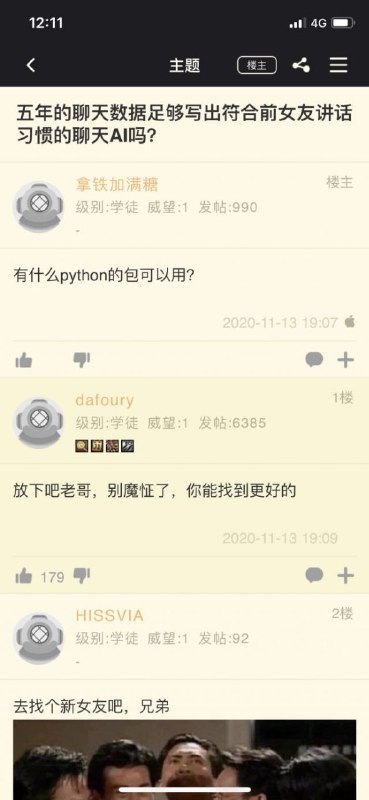 12:11
4G
主题
楼主
五年的聊天数据足够写出符合前女友讲话
习惯的聊天AI吗?
拿铁加满糖
楼主
级别:学徒 威望:1 发帖:990
-
有什么python的包可以用?
2020-11-13 19:07
dafoury
1楼
级别:学徒 威望:1 发帖:6385
放下吧老哥，别魔怔了，你能找到更好的
2020-11-13 19:09
179
HISSVIA
2楼
级别:学徒 威望:1 发帖:92
-
去找个新女友吧，兄弟